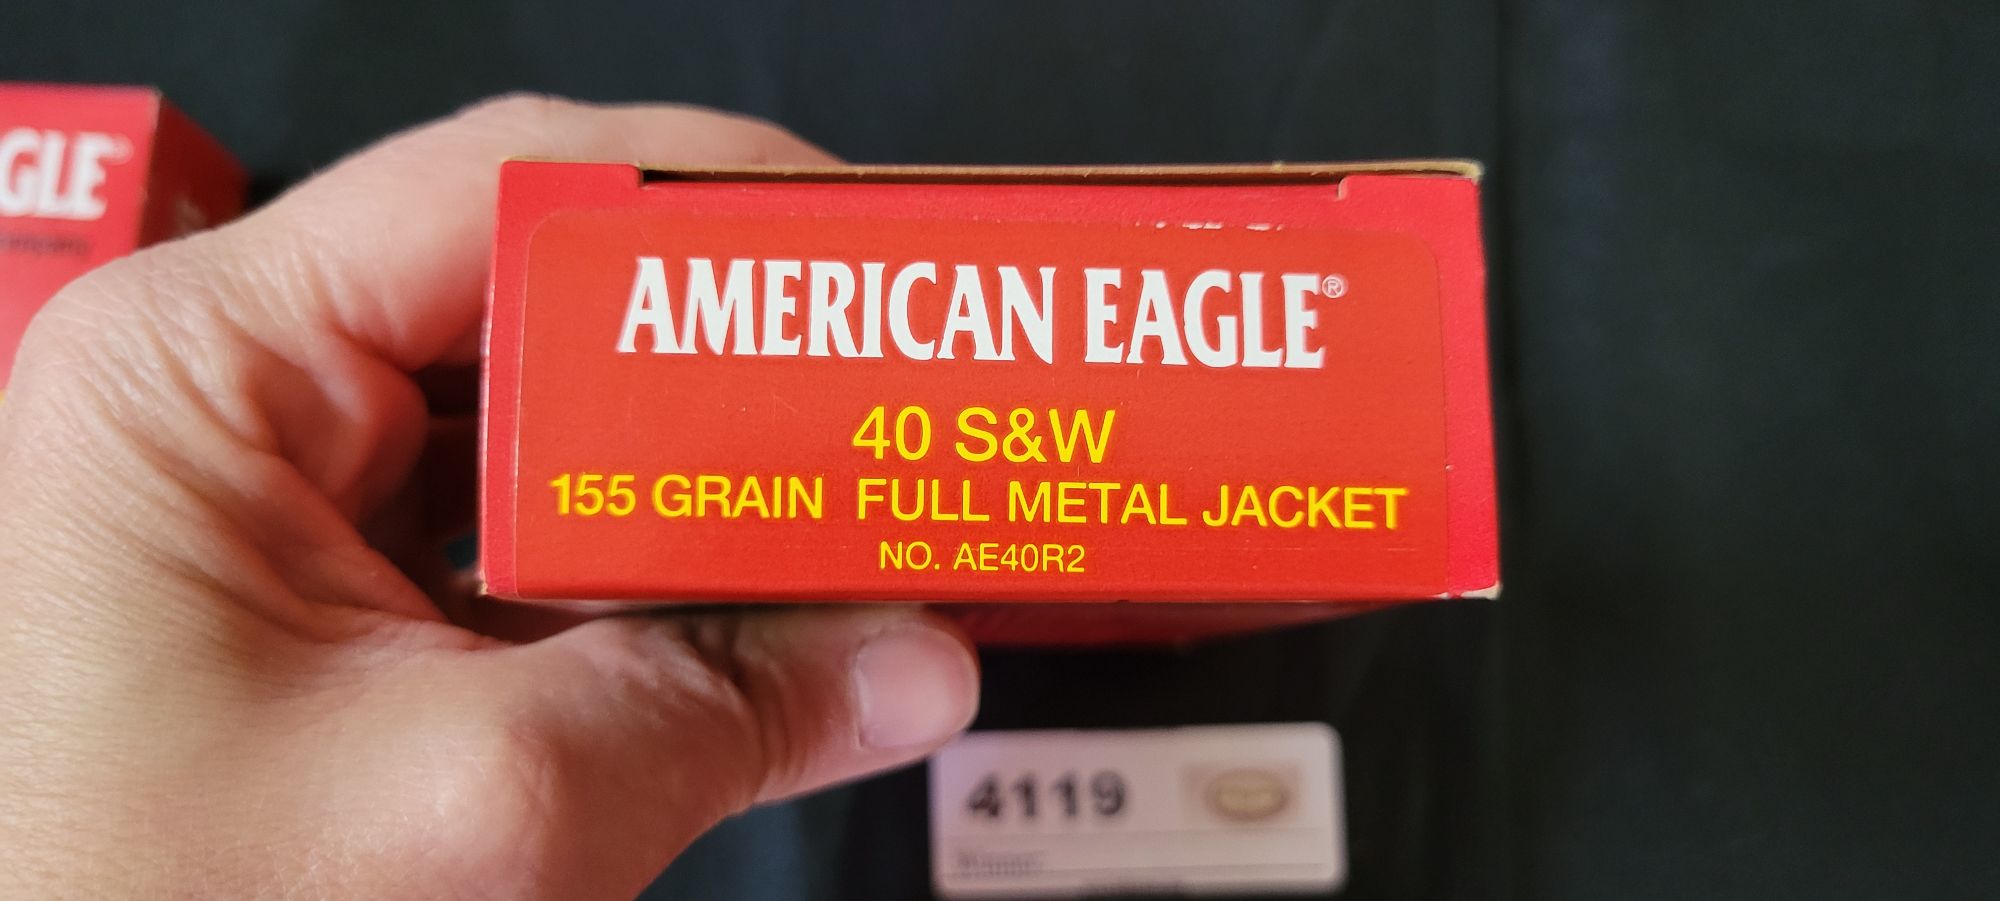 GLE®
AMERICAN EAGLE®
40 S&W
155 GRAIN FULL METAL JACKET
NO. AE40R2
4119